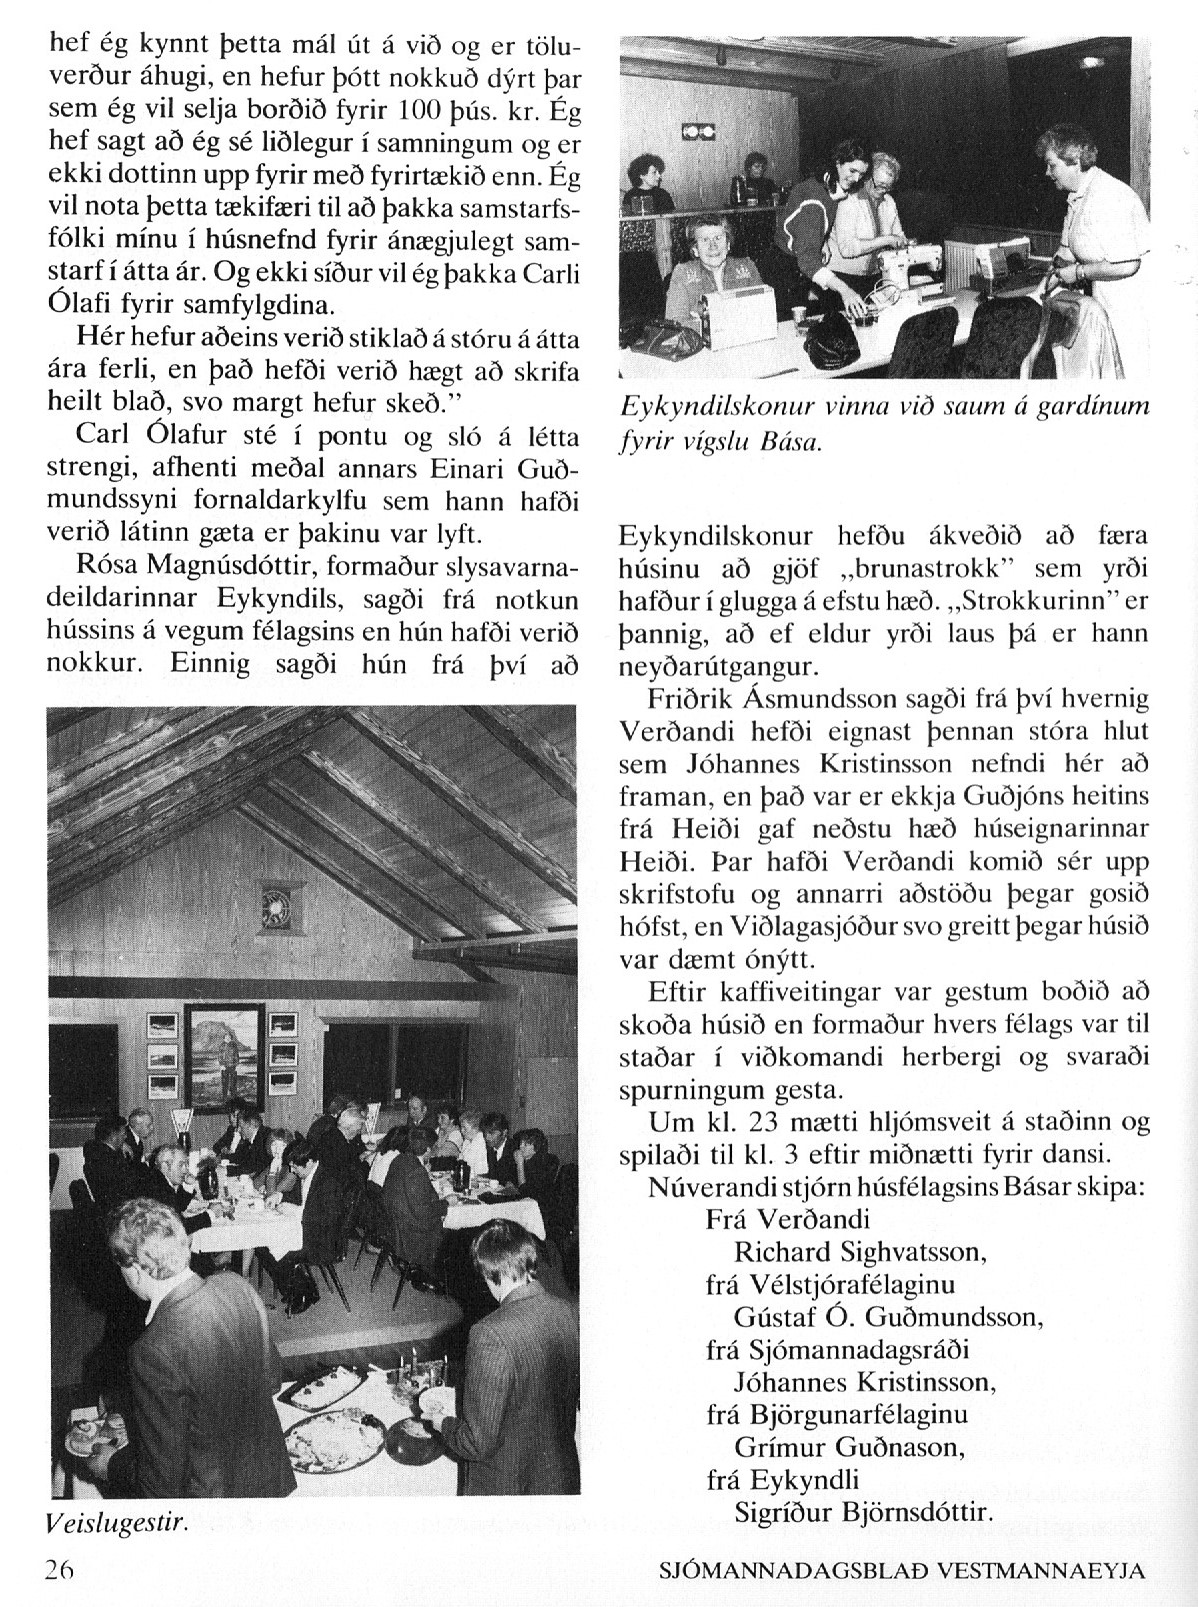 hef ég kynnt þetta mál út á við og er tölu-
verður áhugi, en hefur þótt nokkuð dýrt þar
sem ég vil selja borðið fyrir 100 þús. kr. Ég
hef sagt að ég sé liðlegur í samningum og er
ekki dottinn upp fyrir með fyrirtækið enn. Ég
vil nota þetta tækifæri til að þakka samstarfs-
fólki mínu í húsnefnd fyrir ánægjulegt sam-
starf í átta ár. Og ekki síður vil ég þakka Carli
Ólafi fyrir samfylgdina.
Hér hefur aðeins verið stiklað á stóru á átta
ára ferli, en það hefði verið hægt að skrifa
heilt blað, svo margt hefur skeð.”
Carl Ólafur sté í pontu og sló á létta
strengi, afhenti meðal annars Einari Guð-
mundssyni fornaldarkylfu sem hann hafði
verið látinn gæta er þakinu var lyft.
Rósa Magnúsdóttir, formaður slysavarna-
deildarinnar Eykyndils, sagði frá notkun
hússins á vegum félagsins en hún hafði verið
nokkur. Einnig sagði hún frá því að
Veislugestir.
Eykyndilskonur vinna við saum á gardínum
fyrir vígslu Bása.
Eykyndilskonur hefðu ákveðið að færa
húsinu að gjöf „brunastrokk” sem yrði
hafður í glugga á efstu hæð. „Strokkurinn” er
þannig, að ef eldur yrði laus þá er hann
neyðarútgangur.
Friðrik Ásmundsson sagði frá því hvernig
Verðandi hefði eignast þennan stóra hlut
sem Jóhannes Kristinsson nefndi hér að
framan, en það var er ekkja Guðjóns heitins
frá Heiði gaf neðstu hæð húseignarinnar
Heiði. Þar hafði Verðandi komið sér upp
skrifstofu og annarri aðstöðu þegar gosið
hófst, en Viðlagasjóður svo greitt þegar húsið
var dæmt ónýtt.
Eftir kaffiveitingar var gestum boðið að
skoða húsið en formaður hvers félags var til
staðar í viðkomandi herbergi og svaraði
spurningum gesta.
Um kl. 23 mætti hljómsveit á staðinn og
spilaði til kl. 3 eftir miðnætti fyrir dansi.
Núverandi stjórn húsfélagsins Básar skipa:
Frá Verðandi
Richard Sighvatsson,
frá Vélstjórafélaginu
Gústaf Ó. Guðmundsson,
frá Sjómannadagsráði
Jóhannes Kristinsson,
frá Björgunarfélaginu
Grímur Guðnason,
frá Eykyndli
Sigríður Björnsdóttir.
26
SJÓMANNADAGSBLAÐ VESTMANNAEYJA